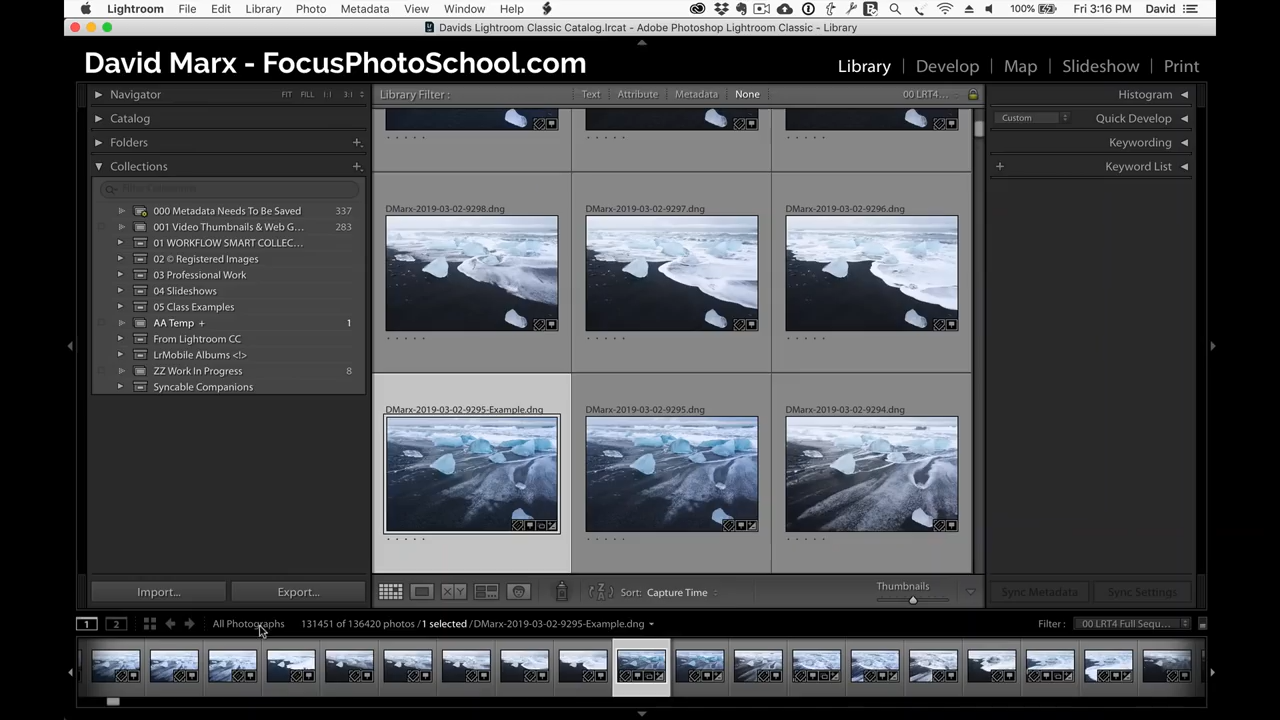 Lightroom File Edit Library Photo Metadata View Window Help 100% Fri 3:16 PM David
Davids Lightroom Classic Catalog.lrcat - Adobe Photoshop Lightroom Classic - Library
David Marx - FocusPhotoSchool.com
Library | Develop | Map | Slideshow | Print
Navigator FIT FILL 1:1 3:1
Library Filter : Text Attribute Metadata None 00 LRT4...
Histogram
Catalog
Custom Quick Develop
Folders +
Keywording
Collections +
+ Keyword List
000 Metadata Needs To Be Saved 337
001 Video Thumbnails & Web G... 283
01 WORKFLOW SMART COLLEC...
02 © Registered Images
03 Professional Work
04 Slideshows
05 Class Examples
AA Temp + 1
From Lightroom CC
LrMobile Albums <!>
ZZ Work In Progress 8
Syncable Companions
DMarx-2019-03-02-9298.dng DMarx-2019-03-02-9297.dng DMarx-2019-03-02-9296.dng
DMarx-2019-03-02-9295-Example.dng DMarx-2019-03-02-9295.dng DMarx-2019-03-02-9294.dng
Import... Export... XY Sort: Capture Time Thumbnails Sync Metadata Sync Settings
1 2 All Photographs 131451 of 136420 photos / 1 selected / DMarx-2019-03-02-9295-Example.dng Filter : 00 LRT4 Full Sequ...